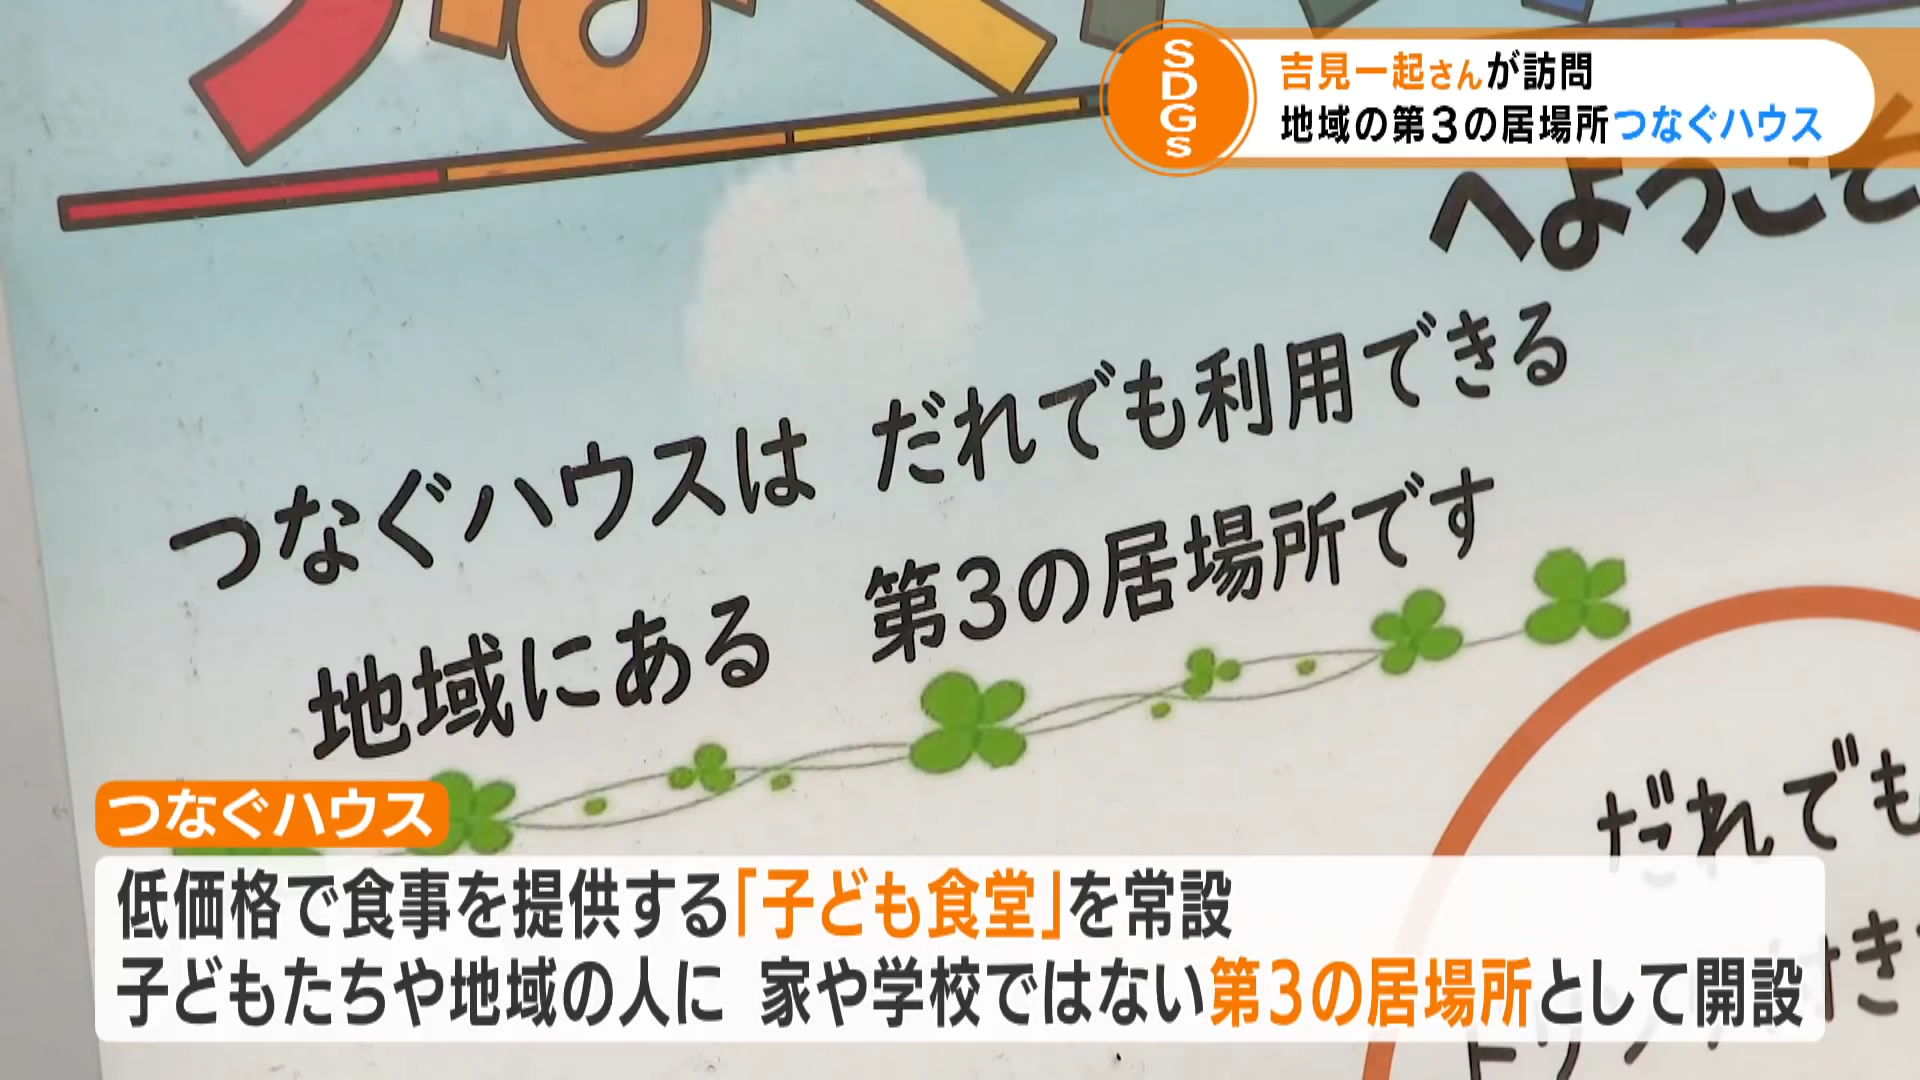 SDGs
吉見一起さんが訪問
地域の第3の居場所つなぐハウス
へようこそ
つなぐハウスは だれでも利用できる
地域にある 第3の居場所です
だれでも
つなぐハウス
低価格で食事を提供する「子ども食堂」を常設
子どもたちや地域の人に 家や学校ではない第3の居場所として開設